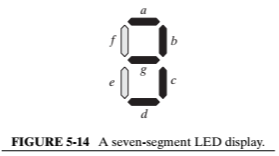 a
f
b
g
e
c
d
FIGURE 5-14 A seven-segment LED display.